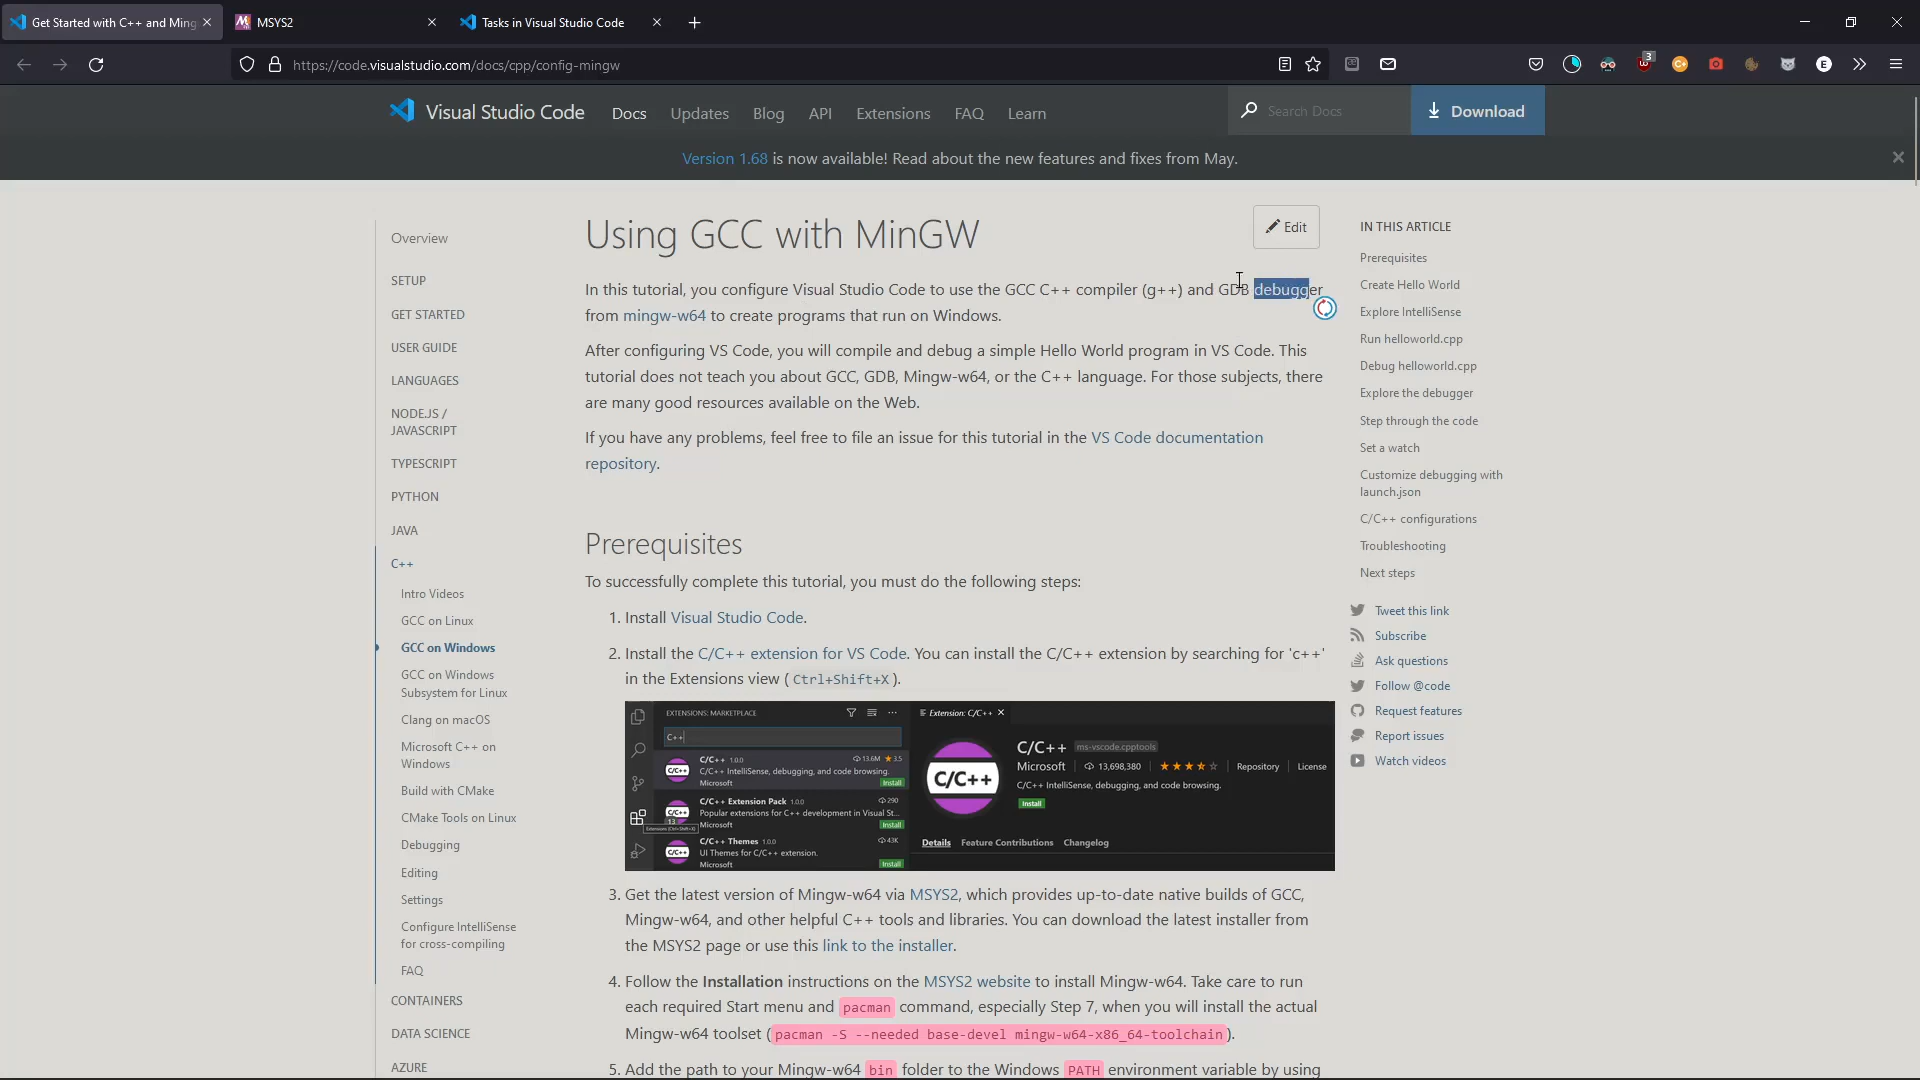 Get Started with C++ and Ming
MSYS2
Tasks in Visual Studio Code
https://code.visualstudio.com/docs/cpp/config-mingw
3
E
Visual Studio Code
Docs
Updates
Blog
API
Extensions
FAQ
Learn
Search Docs
Download
Version 1.68 is now available! Read about the new features and fixes from May.
Overview
SETUP
GET STARTED
USER GUIDE
LANGUAGES
NODE.JS /
JAVASCRIPT
TYPESCRIPT
PYTHON
JAVA
C++
Intro Videos
GCC on Linux
GCC on Windows
GCC on Windows
Subsystem for Linux
Clang on macOS
Microsoft C++ on
Windows
Build with CMake
CMake Tools on Linux
Debugging
Editing
Settings
Configure IntelliSense
for cross-compiling
FAQ
CONTAINERS
DATA SCIENCE
AZURE
Using GCC with MinGW
Edit
In this tutorial, you configure Visual Studio Code to use the GCC C++ compiler (g++) and GDB debugger
from mingw-w64 to create programs that run on Windows.
After configuring VS Code, you will compile and debug a simple Hello World program in VS Code. This
tutorial does not teach you about GCC, GDB, Mingw-w64, or the C++ language. For those subjects, there
are many good resources available on the Web.
If you have any problems, feel free to file an issue for this tutorial in the VS Code documentation
repository.
Prerequisites
To successfully complete this tutorial, you must do the following steps:
1. Install Visual Studio Code.
2. Install the C/C++ extension for VS Code. You can install the C/C++ extension by searching for 'c++'
in the Extensions view (Ctrl+Shift+X).
EXTENSIONS: MARKETPLACE
C++
C/C++
C/C++ 1.0.0
13.6M ★ 3.5
C/C++ IntelliSense, debugging, and code browsing.
Microsoft
Install
C/C++
C/C++ Extension Pack 1.0.0
290
Popular extensions for C++ development in Visual St...
Microsoft
Install
13
Extensions (Ctrl+Shift+X)
C/C++
C/C++ Themes 1.0.0
43K
UI Themes for C/C++ extension.
Microsoft
Install
Extension: C/C++
C/C++
C/C++ ms-vscode.cpptools
Microsoft
13,698,380
Repository
License
C/C++ IntelliSense, debugging, and code browsing.
Install
Details
Feature Contributions
Changelog
3. Get the latest version of Mingw-w64 via MSYS2, which provides up-to-date native builds of GCC,
Mingw-w64, and other helpful C++ tools and libraries. You can download the latest installer from
the MSYS2 page or use this link to the installer.
4. Follow the Installation instructions on the MSYS2 website to install Mingw-w64. Take care to run
each required Start menu and pacman command, especially Step 7, when you will install the actual
Mingw-w64 toolset (pacman -S --needed base-devel mingw-w64-x86_64-toolchain).
5. Add the path to your Mingw-w64 bin folder to the Windows PATH environment variable by using
IN THIS ARTICLE
Prerequisites
Create Hello World
Explore IntelliSense
Run helloworld.cpp
Debug helloworld.cpp
Explore the debugger
Step through the code
Set a watch
Customize debugging with
launch.json
C/C++ configurations
Troubleshooting
Next steps
Tweet this link
Subscribe
Ask questions
Follow @code
Request features
Report issues
Watch videos